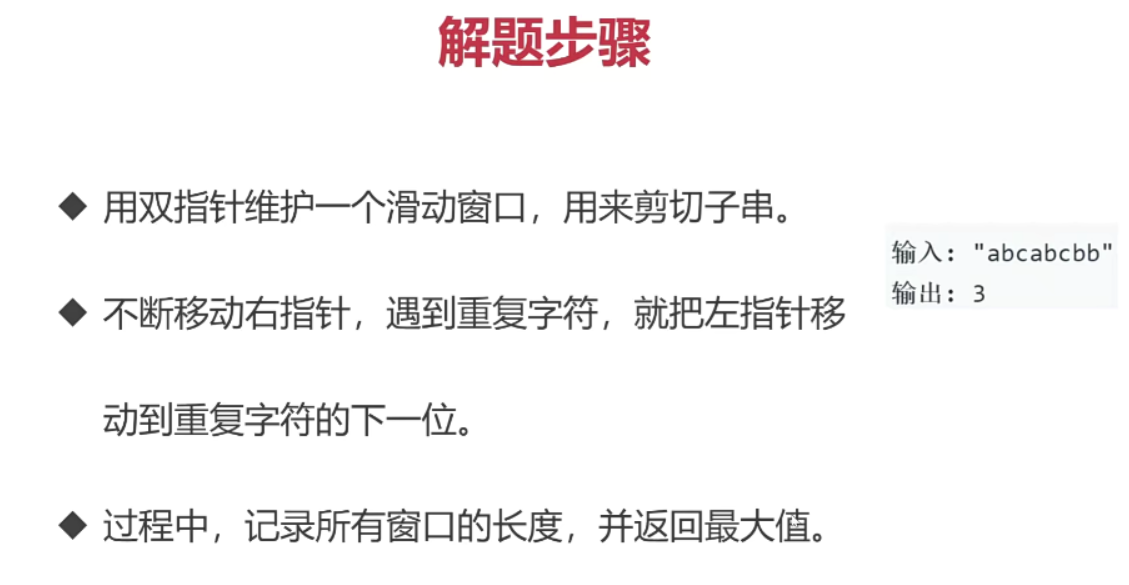 解题步骤
◆ 用双指针维护一个滑动窗口，用来剪切子串。
◆ 不断移动右指针，遇到重复字符，就把左指针移
动到重复字符的下一位。
◆ 过程中，记录所有窗口的长度，并返回最大值。
输入: "abcabcbb"
输出: 3